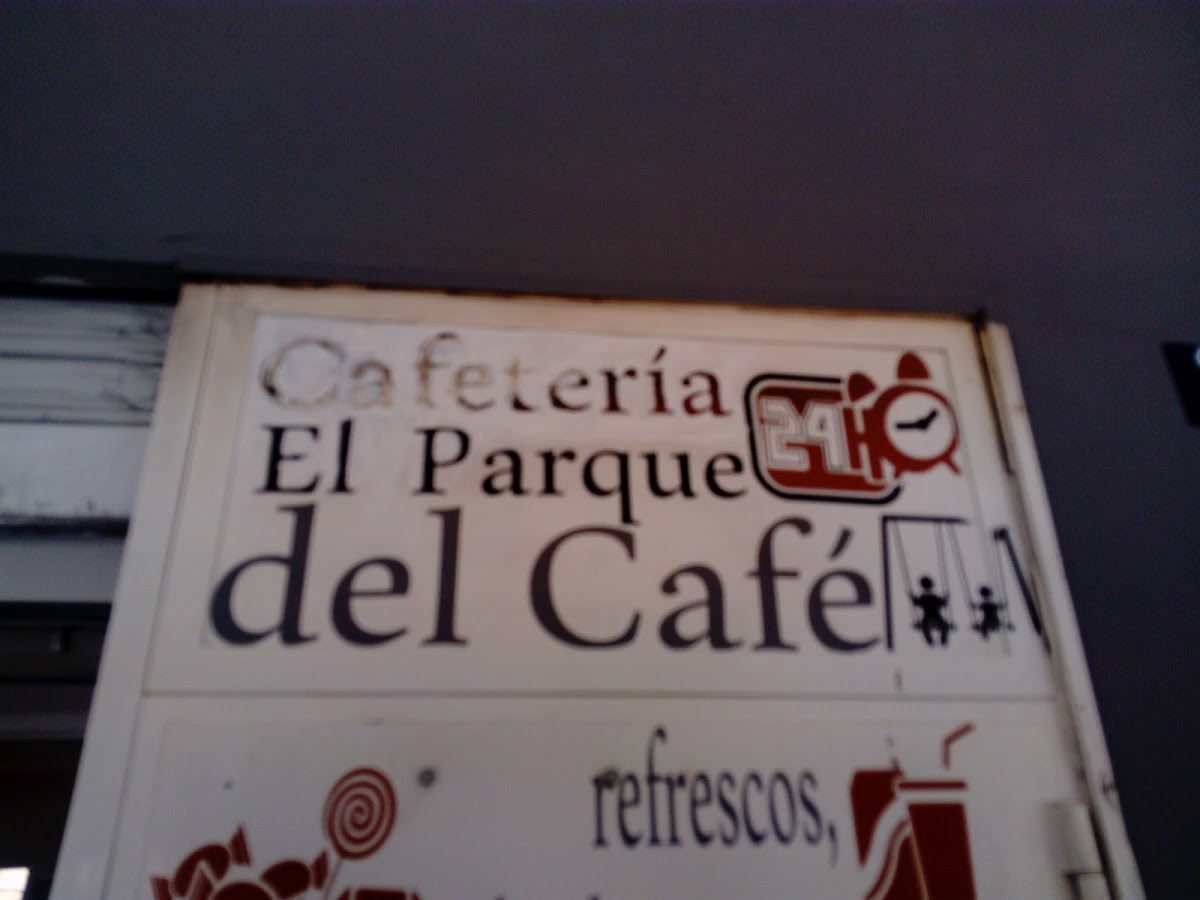 Cafetería
El Parque
24H
del Café
refrescos,